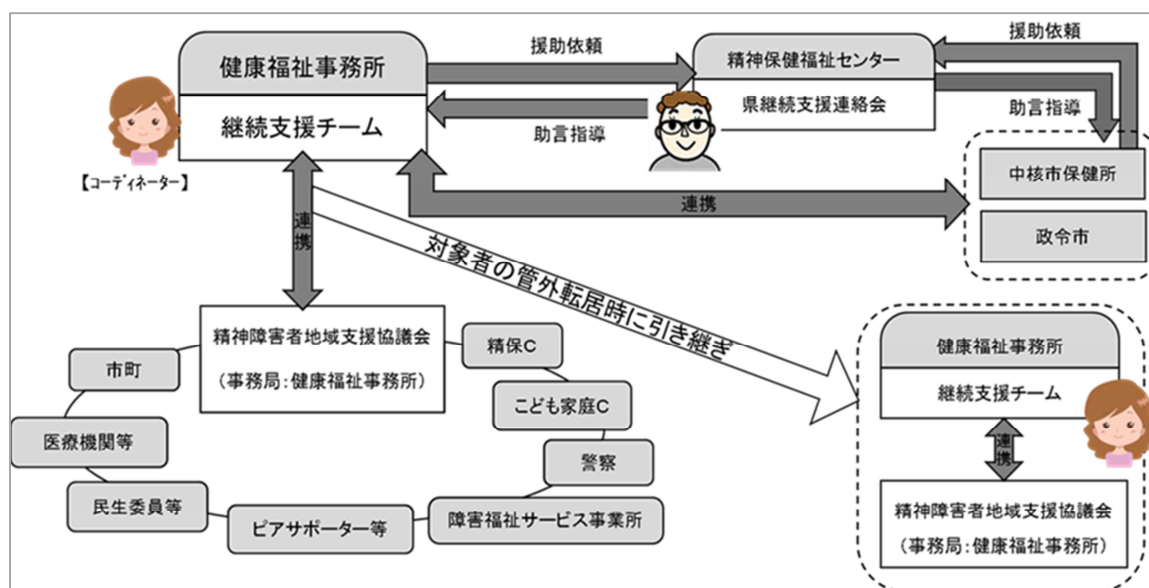 健康福祉事務所
継続支援チーム
【コーディネーター】
援助依頼
助言指導
精神保健福祉センター
県継続支援連絡会
援助依頼
助言指導
中核市保健所
政令市
連携
連携
対象者の管外転居時に引き継ぎ
精神障害者地域支援協議会
（事務局：健康福祉事務所）
市町
医療機関等
民生委員等
ピアサポーター等
障害福祉サービス事業所
警察
こども家庭C
精保C
健康福祉事務所
継続支援チーム
連携
精神障害者地域支援協議会
（事務局：健康福祉事務所）